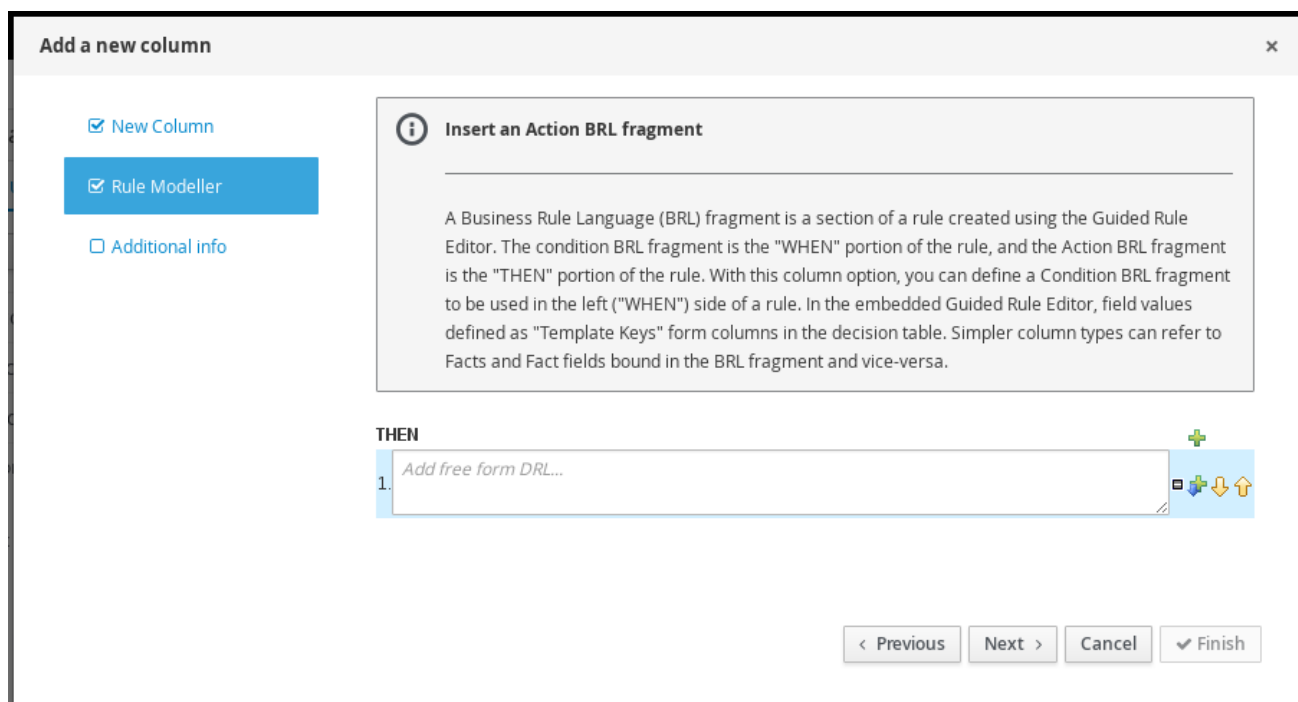 Add a new column
×
New Column
Rule Modeller
Additional info
Insert an Action BRL fragment
A Business Rule Language (BRL) fragment is a section of a rule created using the Guided Rule
Editor. The condition BRL fragment is the "WHEN" portion of the rule, and the Action BRL fragment
is the "THEN" portion of the rule. With this column option, you can define a Condition BRL fragment
to be used in the left ("WHEN") side of a rule. In the embedded Guided Rule Editor, field values
defined as "Template Keys" form columns in the decision table. Simpler column types can refer to
Facts and Fact fields bound in the BRL fragment and vice-versa.
THEN
1. Add free form DRL...
< Previous Next > Cancel Finish